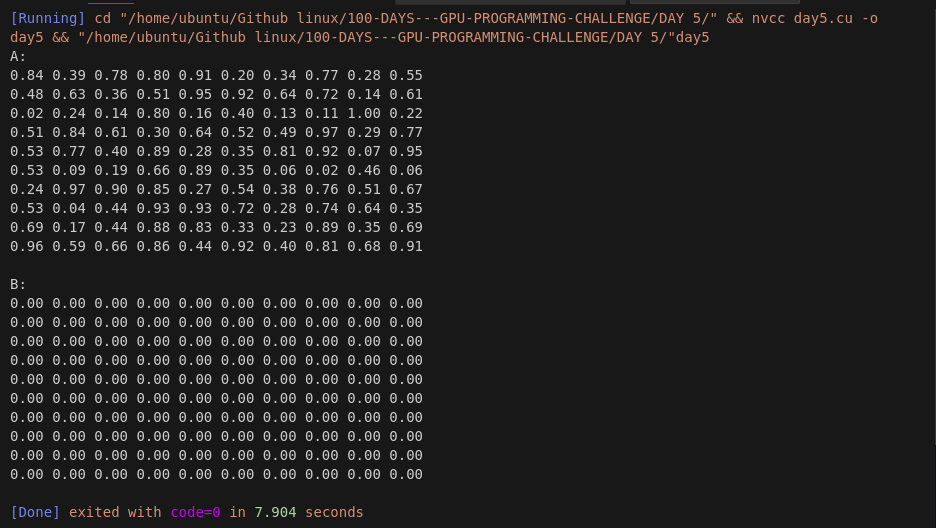 [Running] cd "/home/ubuntu/Github linux/100-DAYS---GPU-PROGRAMMING-CHALLENGE/DAY 5/" && nvcc day5.cu -o
day5 && "/home/ubuntu/Github linux/100-DAYS---GPU-PROGRAMMING-CHALLENGE/DAY 5/"day5
A:
0.84 0.39 0.78 0.80 0.91 0.20 0.34 0.77 0.28 0.55
0.48 0.63 0.36 0.51 0.95 0.92 0.64 0.72 0.14 0.61
0.02 0.24 0.14 0.80 0.16 0.40 0.13 0.11 1.00 0.22
0.51 0.84 0.61 0.30 0.64 0.52 0.49 0.97 0.29 0.77
0.53 0.77 0.40 0.89 0.28 0.35 0.81 0.92 0.07 0.95
0.53 0.09 0.19 0.66 0.89 0.35 0.06 0.02 0.46 0.06
0.24 0.97 0.90 0.85 0.27 0.54 0.38 0.76 0.51 0.67
0.53 0.04 0.44 0.93 0.93 0.72 0.28 0.74 0.64 0.35
0.69 0.17 0.44 0.88 0.83 0.33 0.23 0.89 0.35 0.69
0.96 0.59 0.66 0.86 0.44 0.92 0.40 0.81 0.68 0.91
B:
0.00 0.00 0.00 0.00 0.00 0.00 0.00 0.00 0.00 0.00
0.00 0.00 0.00 0.00 0.00 0.00 0.00 0.00 0.00 0.00
0.00 0.00 0.00 0.00 0.00 0.00 0.00 0.00 0.00 0.00
0.00 0.00 0.00 0.00 0.00 0.00 0.00 0.00 0.00 0.00
0.00 0.00 0.00 0.00 0.00 0.00 0.00 0.00 0.00 0.00
0.00 0.00 0.00 0.00 0.00 0.00 0.00 0.00 0.00 0.00
0.00 0.00 0.00 0.00 0.00 0.00 0.00 0.00 0.00 0.00
0.00 0.00 0.00 0.00 0.00 0.00 0.00 0.00 0.00 0.00
0.00 0.00 0.00 0.00 0.00 0.00 0.00 0.00 0.00 0.00
0.00 0.00 0.00 0.00 0.00 0.00 0.00 0.00 0.00 0.00
[Done] exited with code=0 in 7.904 seconds